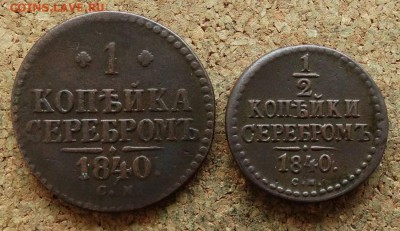 COINS.LAVE.RU
1
КОПѢЙКА
СЕРЕБРОМЪ
1840.
С. М
1/2
КОПѢЙКИ
СЕРЕБРОМЪ.
1840.
С. М.